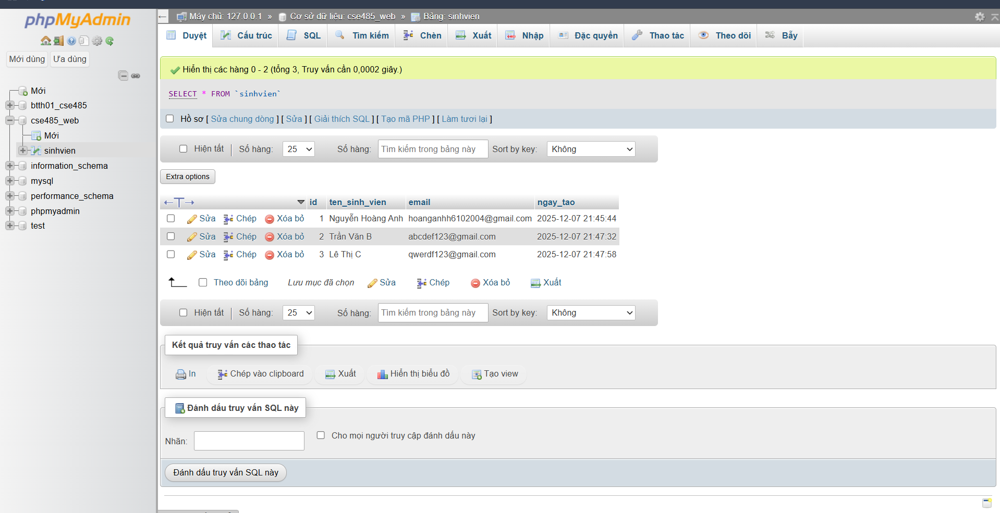 phpMyAdmin
Mới dùng Ưa dùng
Mới
btth01_cse485
cse485_web
Mới
sinhvien
information_schema
mysql
performance_schema
phpmyadmin
test
Máy chủ: 127.0.0.1 » Cơ sở dữ liệu: cse485_web » Bảng: sinhvien
Duyệt Cấu trúc SQL Tìm kiếm Chèn Xuất Nhập Đặc quyền Thao tác Theo dõi Bẫy
Hiển thị các hàng 0 - 2 (tổng 3, Truy vấn cần 0,0002 giây.)
SELECT * FROM `sinhvien`
Hồ sơ [ Sửa chung dòng ] [ Sửa ] [ Giải thích SQL ] [ Tạo mã PHP ] [ Làm tươi lại ]
Hiện tất Số hàng: 25 Số hàng: Tìm kiếm trong bảng này Sort by key: Không
Extra options
←T→ id ten_sinh_vien email ngay_tao
Sửa Chép Xóa bỏ 1 Nguyễn Hoàng Anh hoanganhh6102004@gmail.com 2025-12-07 21:45:44
Sửa Chép Xóa bỏ 2 Trần Văn B abcdef123@gmail.com 2025-12-07 21:47:32
Sửa Chép Xóa bỏ 3 Lê Thị C qwerdf123@gmail.com 2025-12-07 21:47:58
Theo dõi bảng Lưu mục đã chọn Sửa Chép Xóa bỏ Xuất
Hiện tất Số hàng: 25 Số hàng: Tìm kiếm trong bảng này Sort by key: Không
Kết quả truy vấn các thao tác
In Chép vào clipboard Xuất Hiển thị biểu đồ Tạo view
Đánh dấu truy vấn SQL này
Nhãn: Cho mọi người truy cập đánh dấu này
Đánh dấu truy vấn SQL này